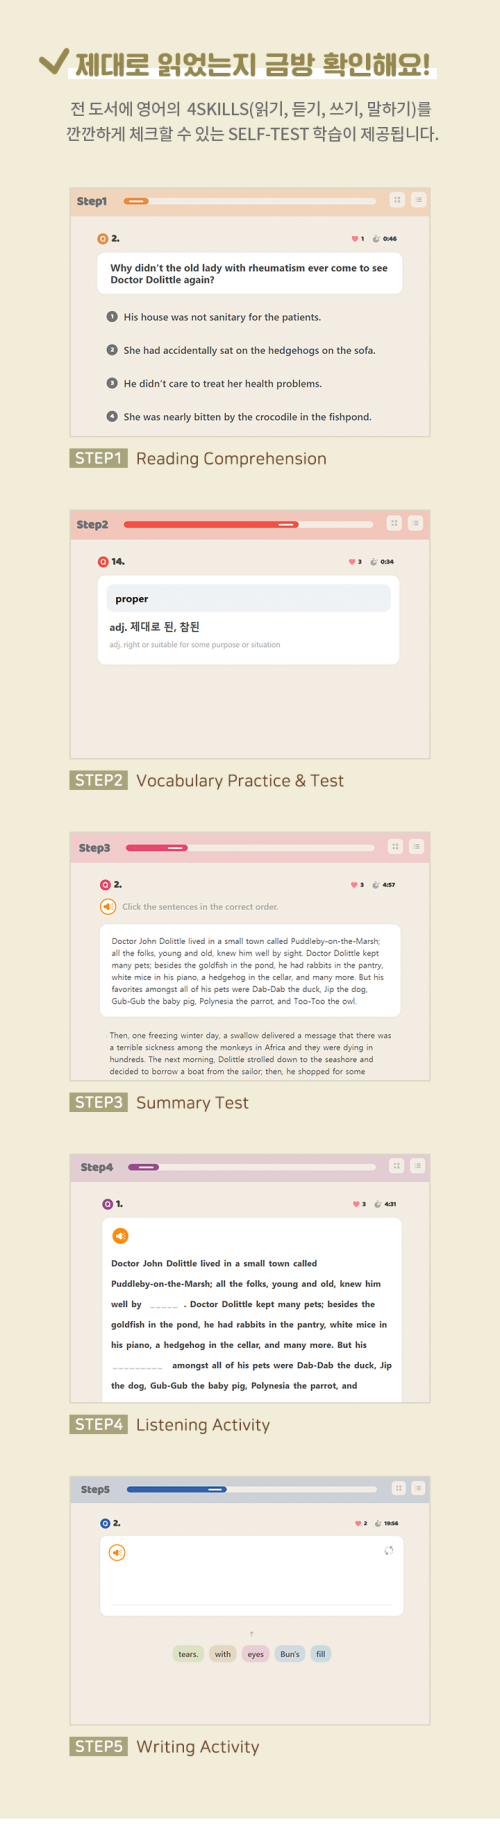 제대로 읽었는지 금방 확인해요!
전 도서에 영어의 4SKILLS(읽기, 듣기, 쓰기, 말하기)를
깐깐하게 체크할 수 있는 SELF-TEST 학습이 제공됩니다.
Step1
Q 2.
1 0:46
Why didn't the old lady with rheumatism ever come to see
Doctor Dolittle again?
1 His house was not sanitary for the patients.
2 She had accidentally sat on the hedgehogs on the sofa.
3 He didn't care to treat her health problems.
4 She was nearly bitten by the crocodile in the fishpond.
STEP1 Reading Comprehension
Step2
Q 14.
3 0:34
proper
adj. 제대로 된, 참된
adj. right or suitable for some purpose or situation
STEP2 Vocabulary Practice & Test
Step3
Q 2.
3 4:57
Click the sentences in the correct order.
Doctor John Dolittle lived in a small town called Puddleby-on-the-Marsh;
all the folks, young and old, knew him well by sight. Doctor Dolittle kept
many pets; besides the goldfish in the pond, he had rabbits in the pantry,
white mice in his piano, a hedgehog in the cellar, and many more. But his
favorites amongst all of his pets were Dab-Dab the duck, Jip the dog,
Gub-Gub the baby pig, Polynesia the parrot, and Too-Too the owl.
Then, one freezing winter day, a swallow delivered a message that there was
a terrible sickness among the monkeys in Africa and they were dying in
hundreds. The next morning, Dolittle strolled down to the seashore and
decided to borrow a boat from the sailor; then, he shopped for some
STEP3 Summary Test
Step4
Q 1.
3 4:31
Doctor John Dolittle lived in a small town called
Puddleby-on-the-Marsh; all the folks, young and old, knew him
well by _____ . Doctor Dolittle kept many pets; besides the
goldfish in the pond, he had rabbits in the pantry, white mice in
his piano, a hedgehog in the cellar, and many more. But his
_________ amongst all of his pets were Dab-Dab the duck, Jip
the dog, Gub-Gub the baby pig, Polynesia the parrot, and
STEP4 Listening Activity
Step5
Q 2.
2 19:56
tears. with eyes Bun's fill
STEP5 Writing Activity